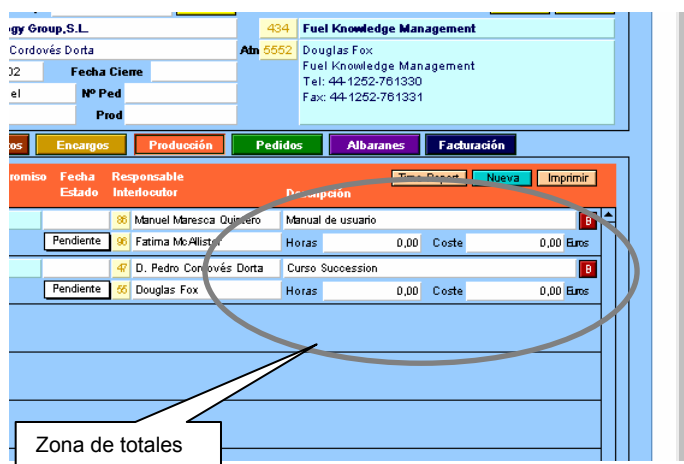 ogy Group,S.L. 434 Fuel Knowledge Management
Cordovés Dorta Atn 5552 Douglas Fox
Fuel Knowledge Management
02 Fecha Cierre Tel: 44-1252-761330
el Nº Ped Fax: 44-1252-761331
Prod
os Encargos Producción Pedidos Albaranes Facturación
romiso Fecha Estado Responsable Interlocutor Descripción Time Report Nueva Imprimir
86 Manuel Maresca Quintero Manual de usuario B
Pendiente 96 Fatima McAllister Horas 0,00 Coste 0,00 Euros
47 D. Pedro Cordovés Dorta Curso Succession B
Pendiente 55 Douglas Fox Horas 0,00 Coste 0,00 Euros
Zona de totales